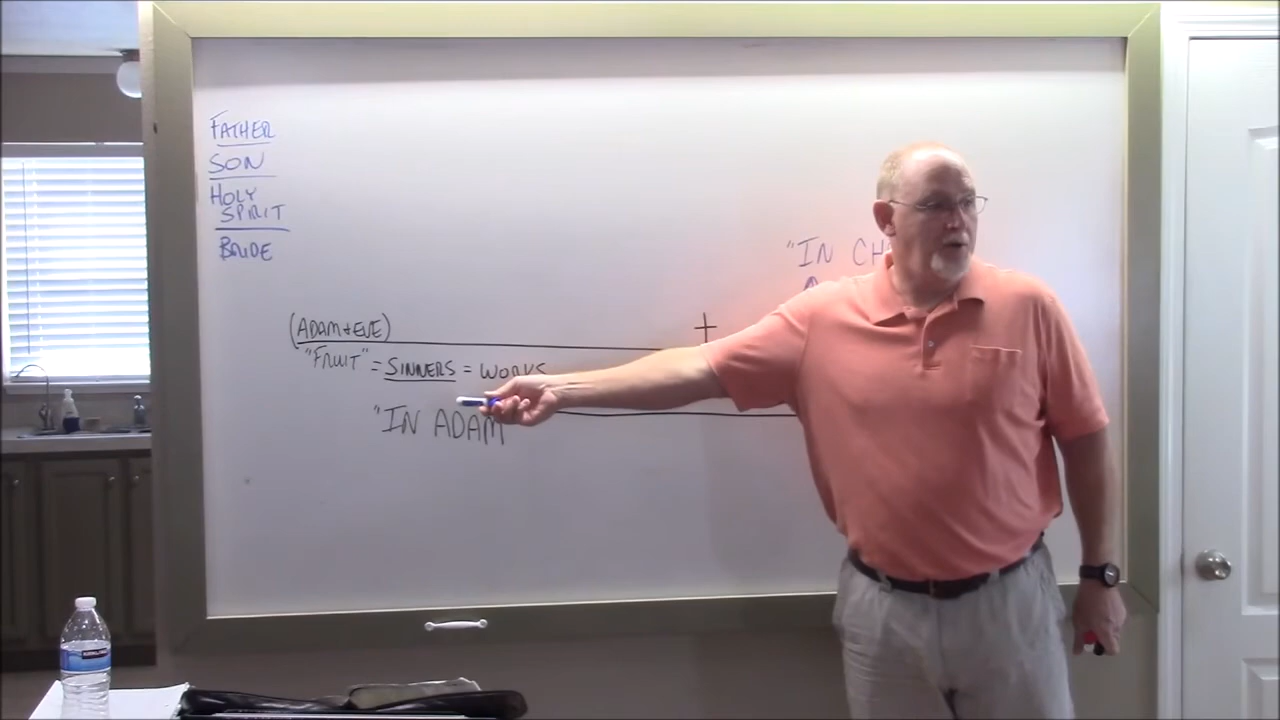 FATHER
SON
HOLY
SPIRIT
BRIDE
"IN CH
(ADAM + EVE)
+
"FRUIT" = SINNERS = WORKS
"IN ADAM